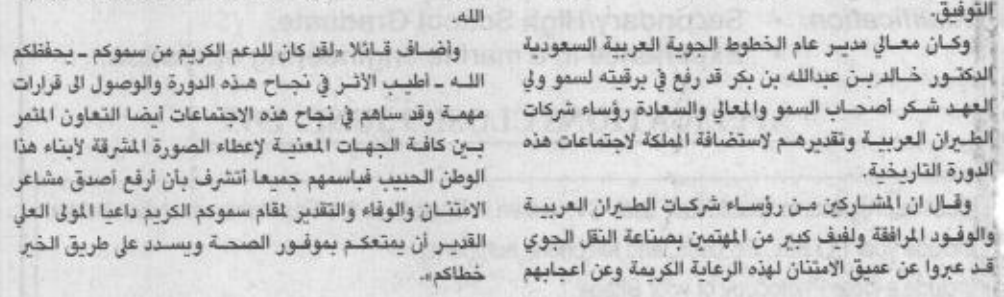 التوفيق
وكان معالي مدير عام الخطوط الجوية العربية السعودية
الدكتور خالد بن عبدالله بن بكر قد رفع في برقيته لسمو ولي
العهد شكر أصحاب السمو والمعالي والسعادة رؤساء شركات
الطيران العربية وتقديرهم لاستضافة المملكة لاجتماعات هذه
الدورة التاريخية.
وقال ان المشاركين من رؤساء شركات الطيران العربية
والوفود المرافقة ولفيف كبير من المهتمين بصناعة النقل الجوي
قد عبروا عن عميق الامتنان لهذه الرعاية الكريمة وعن اعجابهم
الله.
وأضاف قائلا «لقد كان للدعم الكريم من سموكم ـ يحفظكم
الله ـ أطيب الأثر في نجاح هذه الدورة والوصول الى قرارات
مهمة وقد ساهم في نجاح هذه الاجتماعات أيضا التعاون المثمر
بين كافة الجهات المعنية لإعطاء الصورة المشرقة لأبناء هذا
الوطن الحبيب فباسمهم جميعا أتشرف بأن أرفع أصدق مشاعر
الامتنان والوفاء والتقدير لمقام سموكم الكريم داعيا المولى العلي
القدير أن يمتعكم بموفور الصحة ويسدد على طريق الخير
خطاكم».